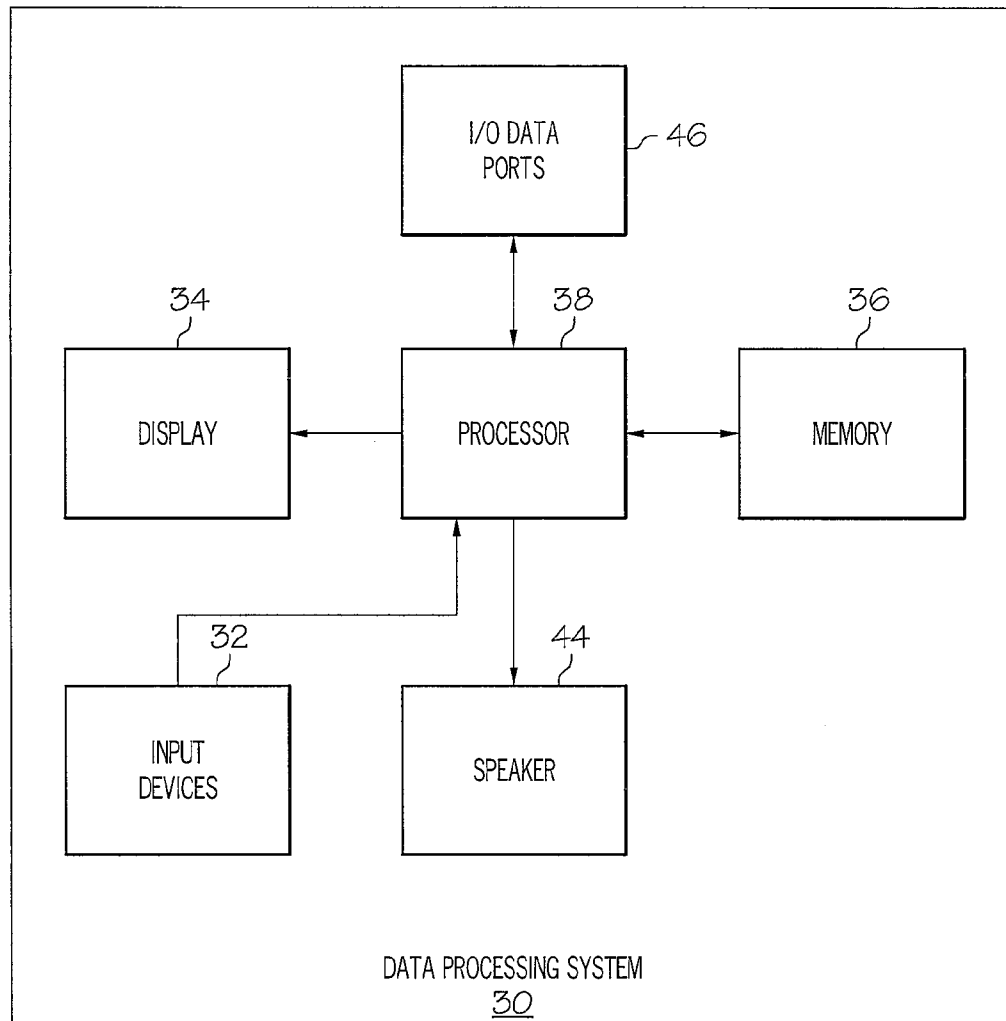 I/O DATA
PORTS
46
34
38
36
DISPLAY
PROCESSOR
MEMORY
32
44
INPUT
DEVICES
SPEAKER
DATA PROCESSING SYSTEM
30